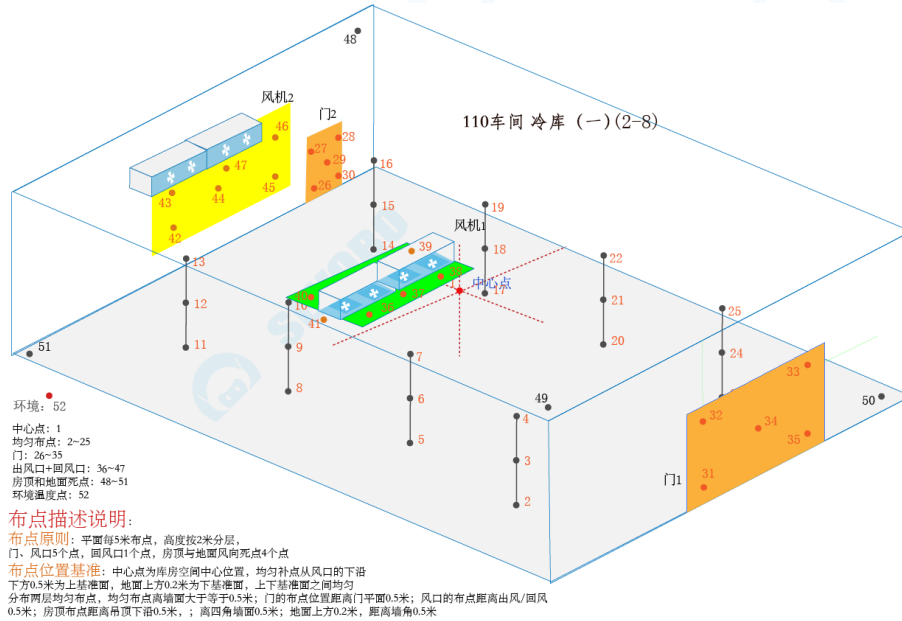 48
风机2
门2
46
28
27
29
47
30
45
26
44
43
42
110车间 冷库 (一)(2-8)
16
15
14
19
风机1
18
17
39
38
1
中心点
37
36
40
10
41
13
12
11
9
8
22
21
20
25
24
7
6
5
4
3
2
49
50
51
33
32
34
35
31
门1
环境: 52
中心点: 1
均匀布点: 2~25
门: 26~35
出风口+回风口: 36~47
房顶和地面死点: 48~51
环境温度点: 52
布点描述说明:
布点原则: 平面每5米布点, 高度按2米分层,
门、风口5个点, 回风口1个点, 房顶与地面风向死点4个点
布点位置基准: 中心点为库房空间中心位置, 均匀补点从风口的下沿
下方0.5米为上基准面, 地面上方0.2米为下基准面, 上下基准面之间均匀
分布两层均匀布点, 均匀布点离墙面大于等于0.5米; 门的布点位置距离门平面0.5米; 风口的布点距离出风/回风
0.5米; 房顶布点距离吊顶下沿0.5米, ; 离四角墙面0.5米; 地面上方0.2米, 距离墙角0.5米